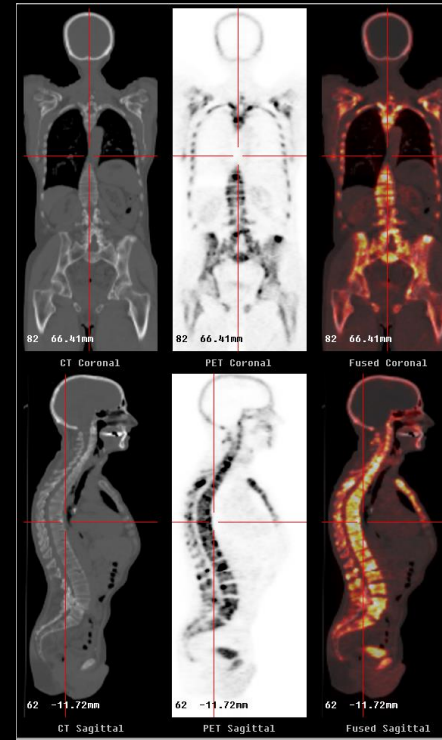 82 66.41mm
82 66.41mm
82 66.41mm
CT Coronal
PET Coronal
Fused Coronal
62 -11.72mm
62 -11.72mm
62 -11.72mm
CT Sagittal
PET Sagittal
Fused Sagittal